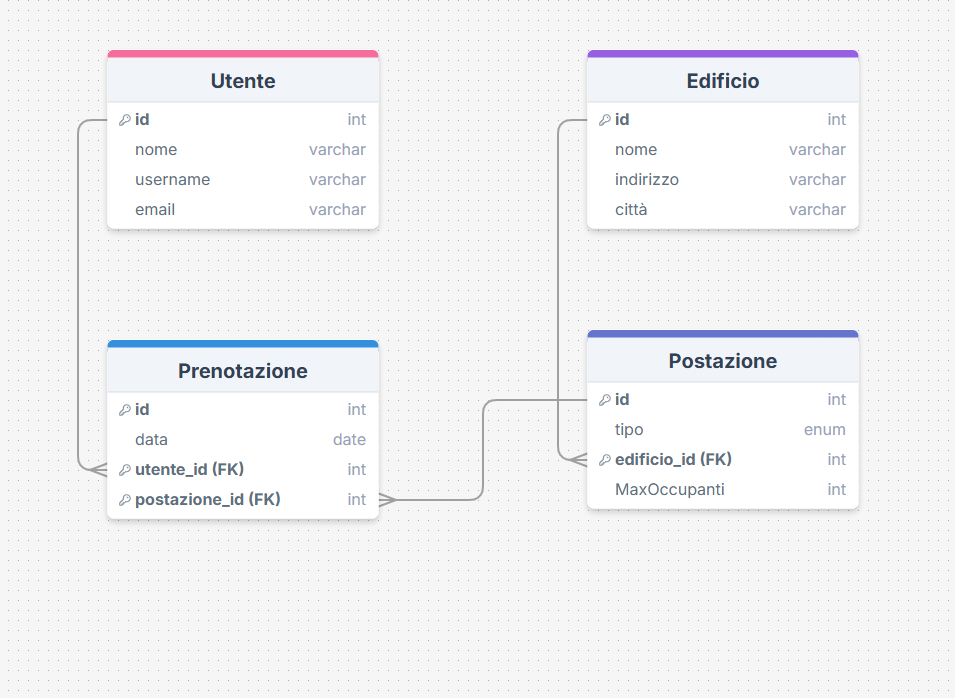 Utente
id int
nome varchar
username varchar
email varchar
Edificio
id int
nome varchar
indirizzo varchar
città varchar
Prenotazione
id int
data date
utente_id (FK) int
postazione_id (FK) int
Postazione
id int
tipo enum
edificio_id (FK) int
MaxOccupanti int